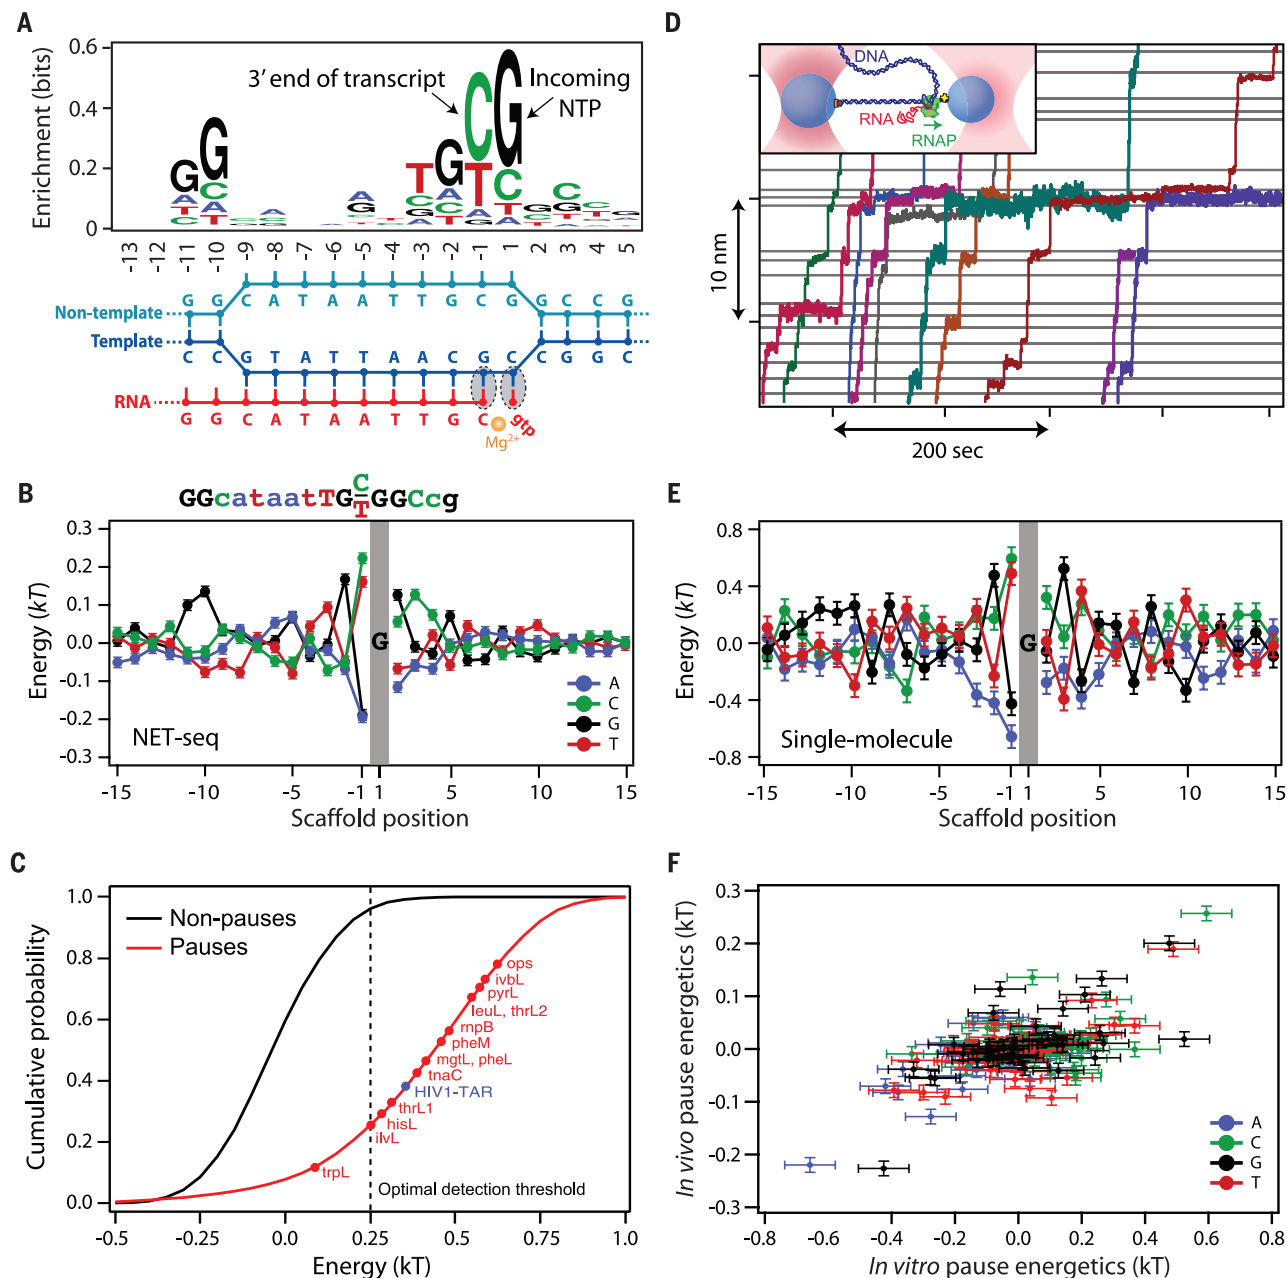 A
Enrichment (bits)
0.6
0.4
0.2
0
3′ end of transcript
Incoming
NTP
-13 -12 -11 -10 -9 -8 -7 -6 -5 -4 -3 -2 -1 1 2 3 4 5
G G C A T A A T T G C G G C C G
Non-template
Template
C C G T A T T A A C G C C G G C
RNA
G G C A T A A T T G C gtp
Mg2+
B
GGcataatTGC/TGGCcg
Energy (kT)
0.3
0.2
0.1
0.0
-0.1
-0.2
-0.3
G
A
C
G
T
NET-seq
-15 -10 -5 -1 1 5 10 15
Scaffold position
C
Cumulative probability
1.0
0.8
0.6
0.4
0.2
0.0
Non-pauses
Pauses
ops
ivbL
pyrL
leuL, thrL2
rnpB
pheM
mgtL, pheL
tnaC
HIV1-TAR
thrL1
hisL
ilvL
trpL
Optimal detection threshold
-0.5 -0.25 0.0 0.25 0.5 1.0
Energy (kT)
D
DNA
RNA
RNAP
10 nm
200 sec
E
Energy (kT)
0.8
0.4
0.0
-0.4
-0.8
G
Single-molecule
-15 -10 -5 -1 1 5 10 15
Scaffold position
F
In vivo pause energetics (kT)
0.3
0.2
0.1
0.0
-0.1
-0.2
-0.3
A
C
G
T
-0.8 -0.6 -0.4 -0.2 0.0 0.2 0.4 0.6 0.8
In vitro pause energetics (kT)